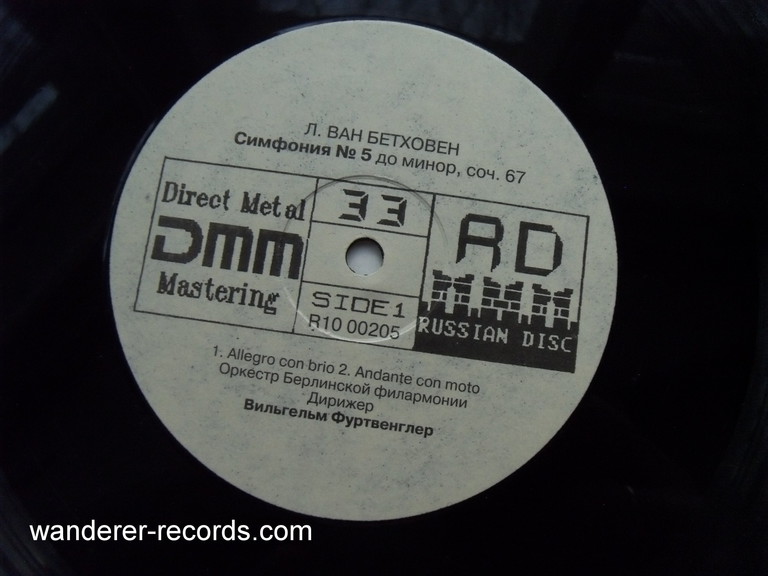 Л. ВАН БЕТХОВЕН
Симфония № 5 до минор, соч. 67
Direct Metal
DMM
Mastering
33
SIDE 1
R10 00205
RD
RUSSIAN DISC
1. Allegro con brio 2. Andante con moto
Оркестр Берлинской филармонии
Дирижер
Вильгельм Фуртвенглер
wanderer-records.com